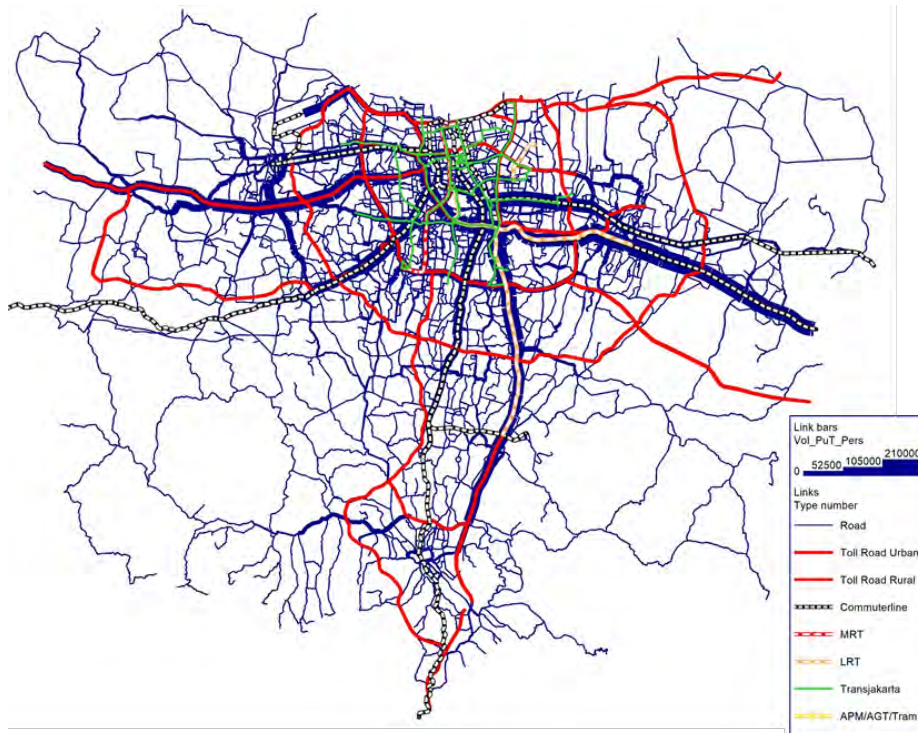 Link bars
Vol_PuT_Pers
0 52500 105000 210000
Links
Type number
Road
Toll Road Urban
Toll Road Rural
Commuterline
MRT
LRT
Transjakarta
APM/AGT/Tram